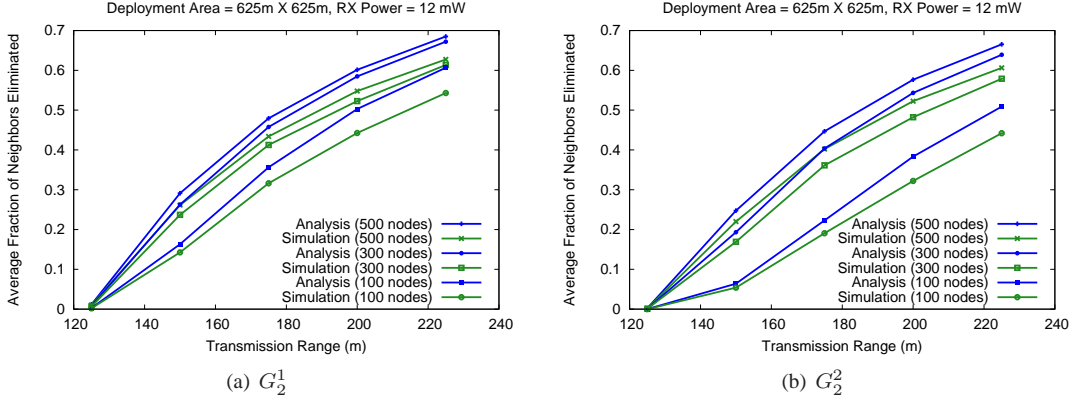 Deployment Area = 625m X 625m, RX Power = 12 mW
Average Fraction of Neighbors Eliminated
0.7
0.6
0.5
0.4
0.3
0.2
0.1
0
Analysis (500 nodes)
Simulation (500 nodes)
Analysis (300 nodes)
Simulation (300 nodes)
Analysis (100 nodes)
Simulation (100 nodes)
120 140 160 180 200 220 240
Transmission Range (m)
(a) $G_2^1$
Deployment Area = 625m X 625m, RX Power = 12 mW
Average Fraction of Neighbors Eliminated
0.7
0.6
0.5
0.4
0.3
0.2
0.1
0
Analysis (500 nodes)
Simulation (500 nodes)
Analysis (300 nodes)
Simulation (300 nodes)
Analysis (100 nodes)
Simulation (100 nodes)
120 140 160 180 200 220 240
Transmission Range (m)
(b) $G_2^2$